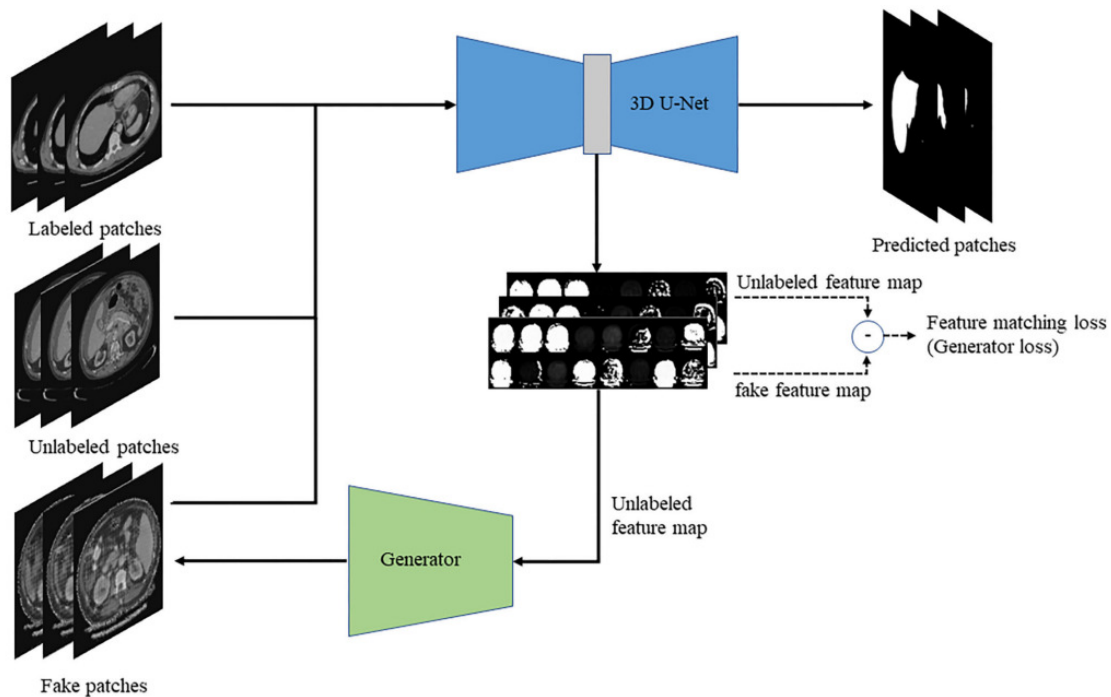 3D U-Net
Labeled patches
Predicted patches
Unlabeled feature map
-
Feature matching loss
(Generator loss)
fake feature map
Unlabeled patches
Unlabeled
feature map
Generator
Fake patches